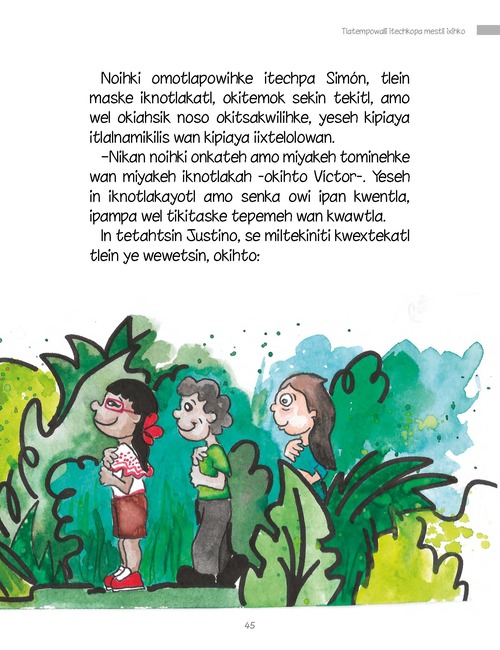 Tlatempowalli itechkopa mestli ixihko
Noihki omotlapowihke itechpa Simón, tlein
maske iknotlakatl, okitemok sekin tekitl, amo
wel okiahsik noso okitsakwilihke, yeseh kipiaya
itlalnamikilis wan kipiaya iixtelolowan.
–Nikan noihki onkateh amo miyakeh tominehke
wan miyakeh iknotlakah -okihto Victor-. Yeseh
in iknotlakayotl amo senka owi ipan kwentla,
ipampa wel tikitaske tepemeh wan kwawtla.
In tetahtsin Justino, se miltekiniti kwextekatl
tlein ye wewetsin, okihto:
45